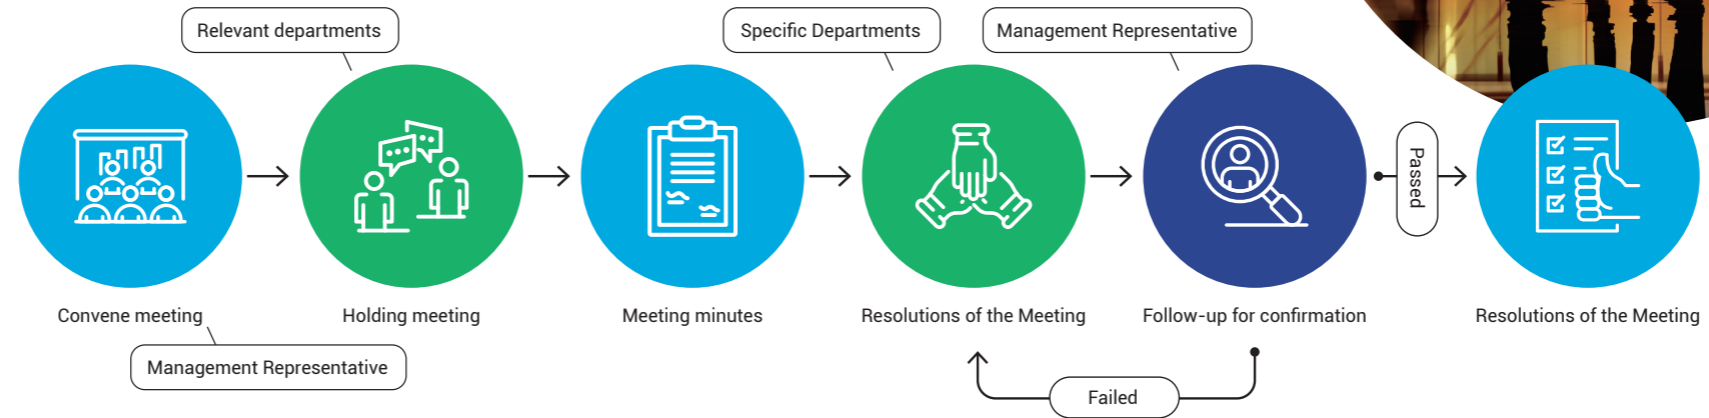 Relevant departments
Specific Departments
Management Representative
Passed
Convene meeting
Holding meeting
Meeting minutes
Resolutions of the Meeting
Follow-up for confirmation
Resolutions of the Meeting
Management Representative
Failed